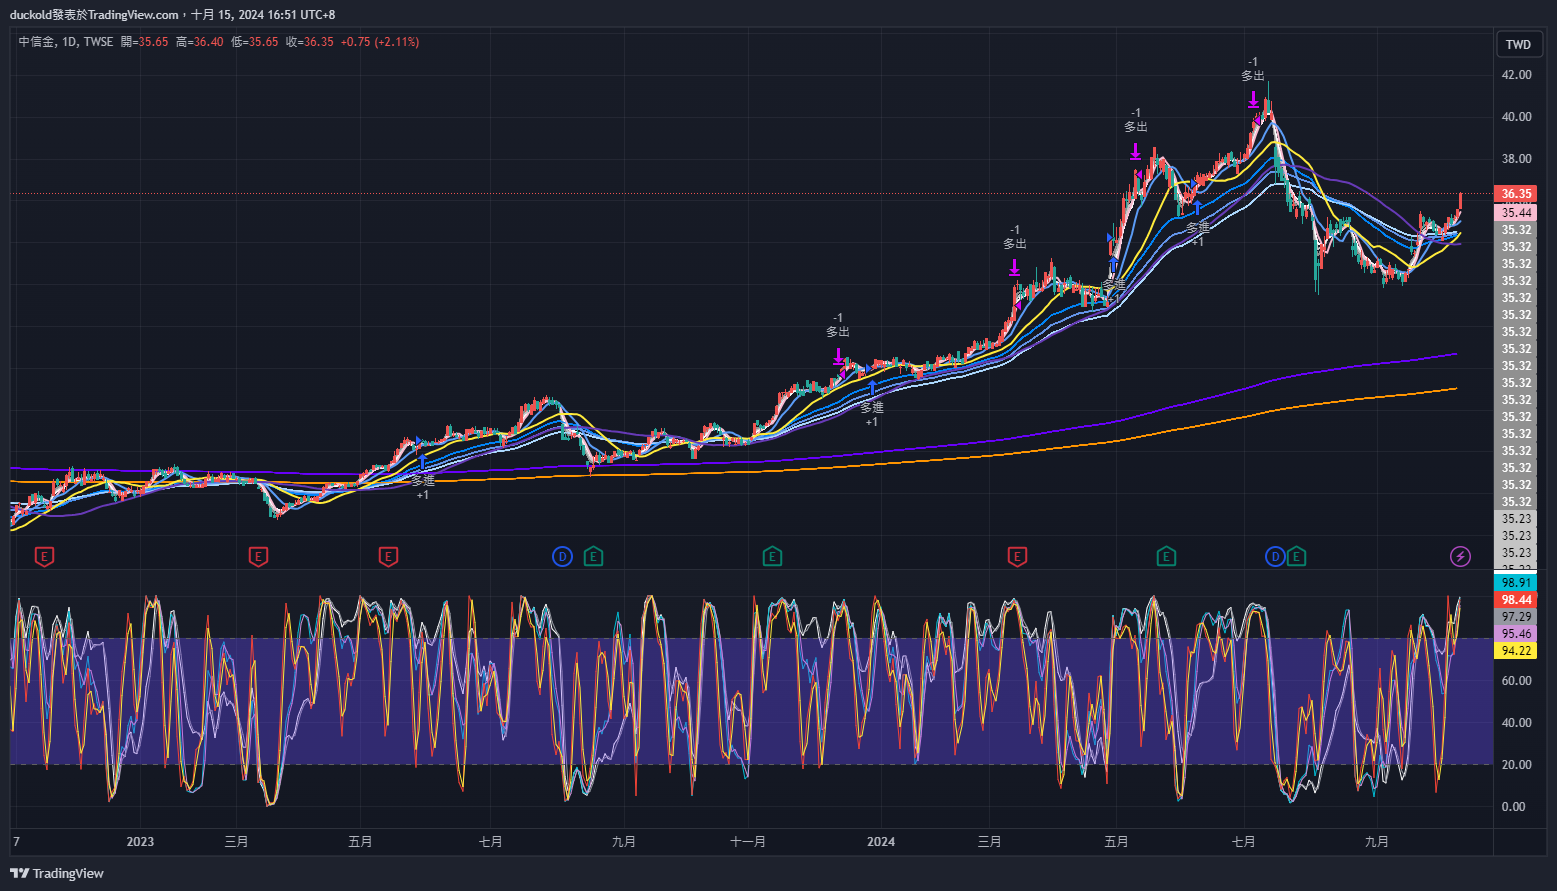 duckold發表於TradingView.com，十月 15, 2024 16:51 UTC+8
中信金, 1D, TWSE 開=35.65 高=36.40 低=35.65 收=36.35 +0.75 (+2.11%)
TWD
-1
多出
42.00
-1
多出
40.00
38.00
36.35
35.44
-1
多出
多進
+1
35.32
35.32
35.32
35.32
多進
+1
35.32
35.32
-1
多出
35.32
35.32
35.32
35.32
多進
+1
35.32
35.32
35.32
35.32
35.32
多進
+1
35.32
35.32
35.23
35.23
35.23
E
E
E
D
E
E
E
E
D
E
98.91
98.44
97.29
95.46
94.22
60.00
40.00
20.00
0.00
7
2023
三月
五月
七月
九月
十一月
2024
三月
五月
七月
九月
TradingView